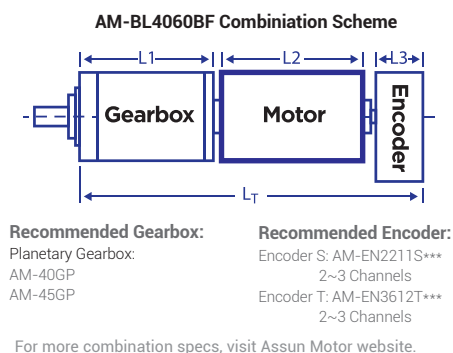 AM-BL4060BF Combiniation Scheme
L1
L2
L3
Gearbox
Motor
Encoder
LT
Recommended Gearbox:
Planetary Gearbox:
AM-40GP
AM-45GP
Recommended Encoder:
Encoder S: AM-EN2211S***
2~3 Channels
Encoder T: AM-EN3612T***
2~3 Channels
For more combination specs, visit Assun Motor website.